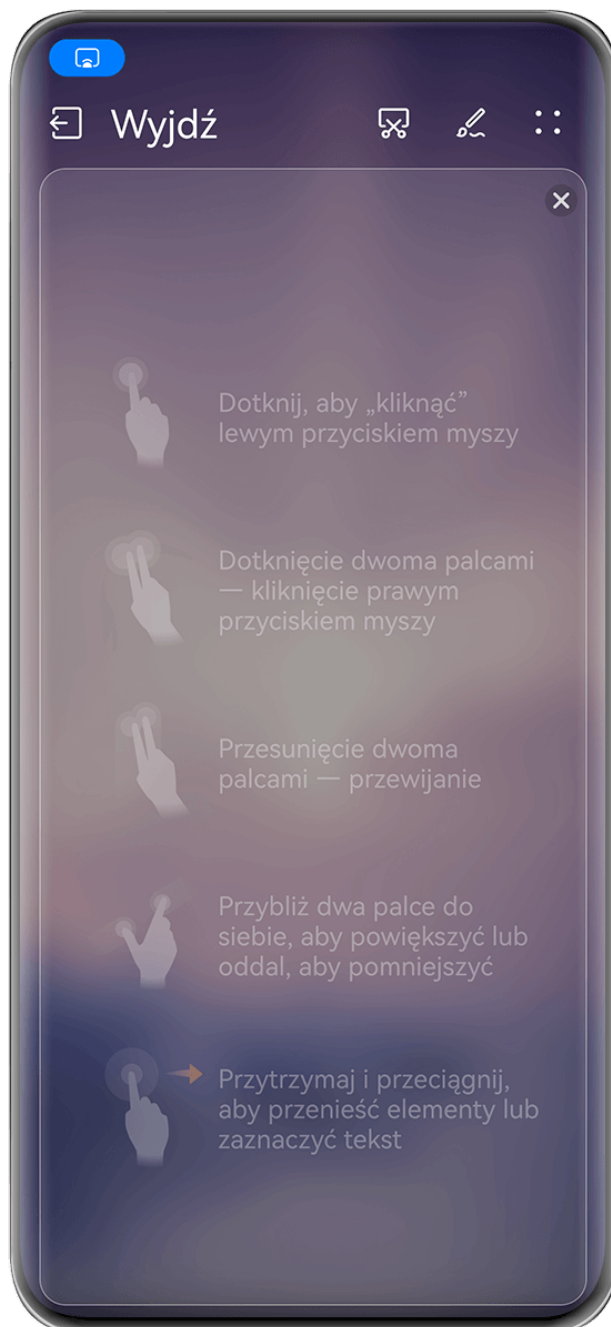 Wyjdź
Dotknij, aby „kliknąć”
lewym przyciskiem myszy
Dotknięcie dwoma palcami
— kliknięcie prawym
przyciskiem myszy
Przesunięcie dwoma
palcami — przewijanie
Przybliż dwa palce do
siebie, aby powiększyć lub
oddal, aby pomniejszyć
Przytrzymaj i przeciągnij,
aby przenieść elementy lub
zaznaczyć tekst